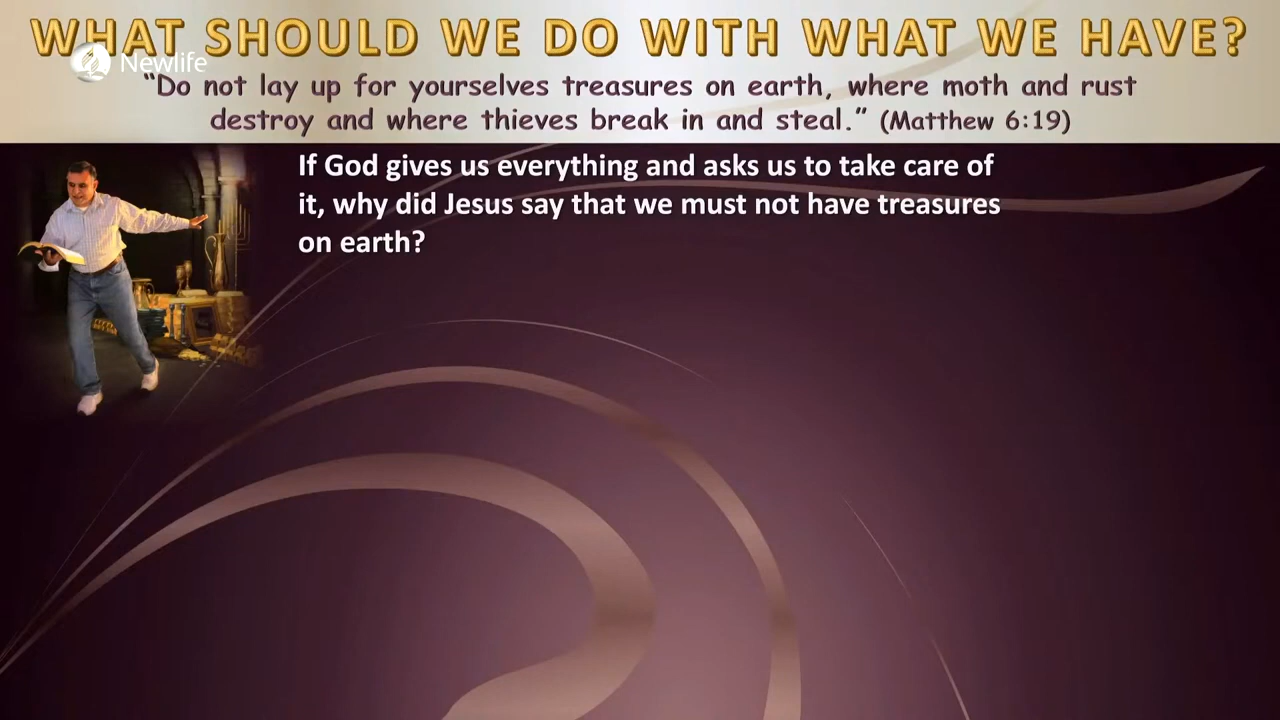 WHAT SHOULD WE DO WITH WHAT WE HAVE?
Newlife
“Do not lay up for yourselves treasures on earth, where moth and rust
destroy and where thieves break in and steal.” (Matthew 6:19)
If God gives us everything and asks us to take care of
it, why did Jesus say that we must not have treasures
on earth?